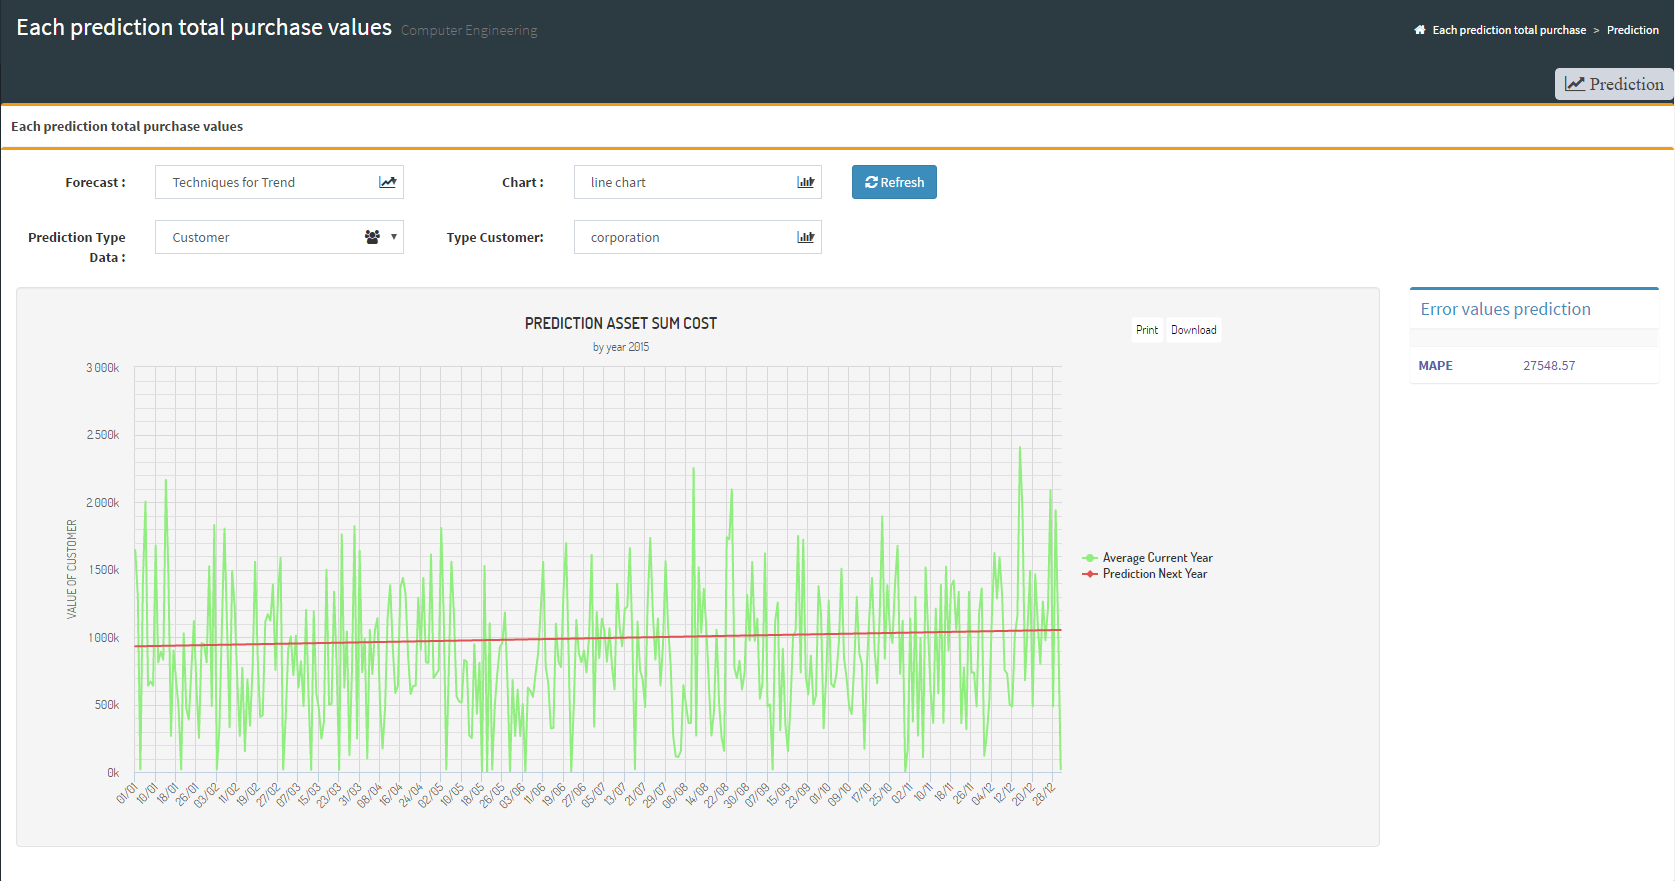 Each prediction total purchase values Computer Engineering
Each prediction total purchase > Prediction
Prediction
Each prediction total purchase values
Forecast : Techniques for Trend Chart : line chart Refresh
Prediction Type Data : Customer Type Customer: corporation
PREDICTION ASSET SUM COST
by year 2015
Print Download
Error values prediction
MAPE 27548.57
VALUE OF CUSTOMER
3 000k
2 500k
2 000k
1 500k
1 000k
500k
0k
Average Current Year
Prediction Next Year
01/01 10/01 18/01 26/01 03/02 11/02 19/02 27/02 07/03 15/03 23/03 31/03 08/04 16/04 24/04 02/05 10/05 18/05 26/05 03/06 11/06 19/06 27/06 05/07 13/07 21/07 29/07 06/08 14/08 22/08 30/08 07/09 15/09 23/09 01/10 09/10 17/10 25/10 02/11 10/11 18/11 26/11 04/12 12/12 20/12 28/12